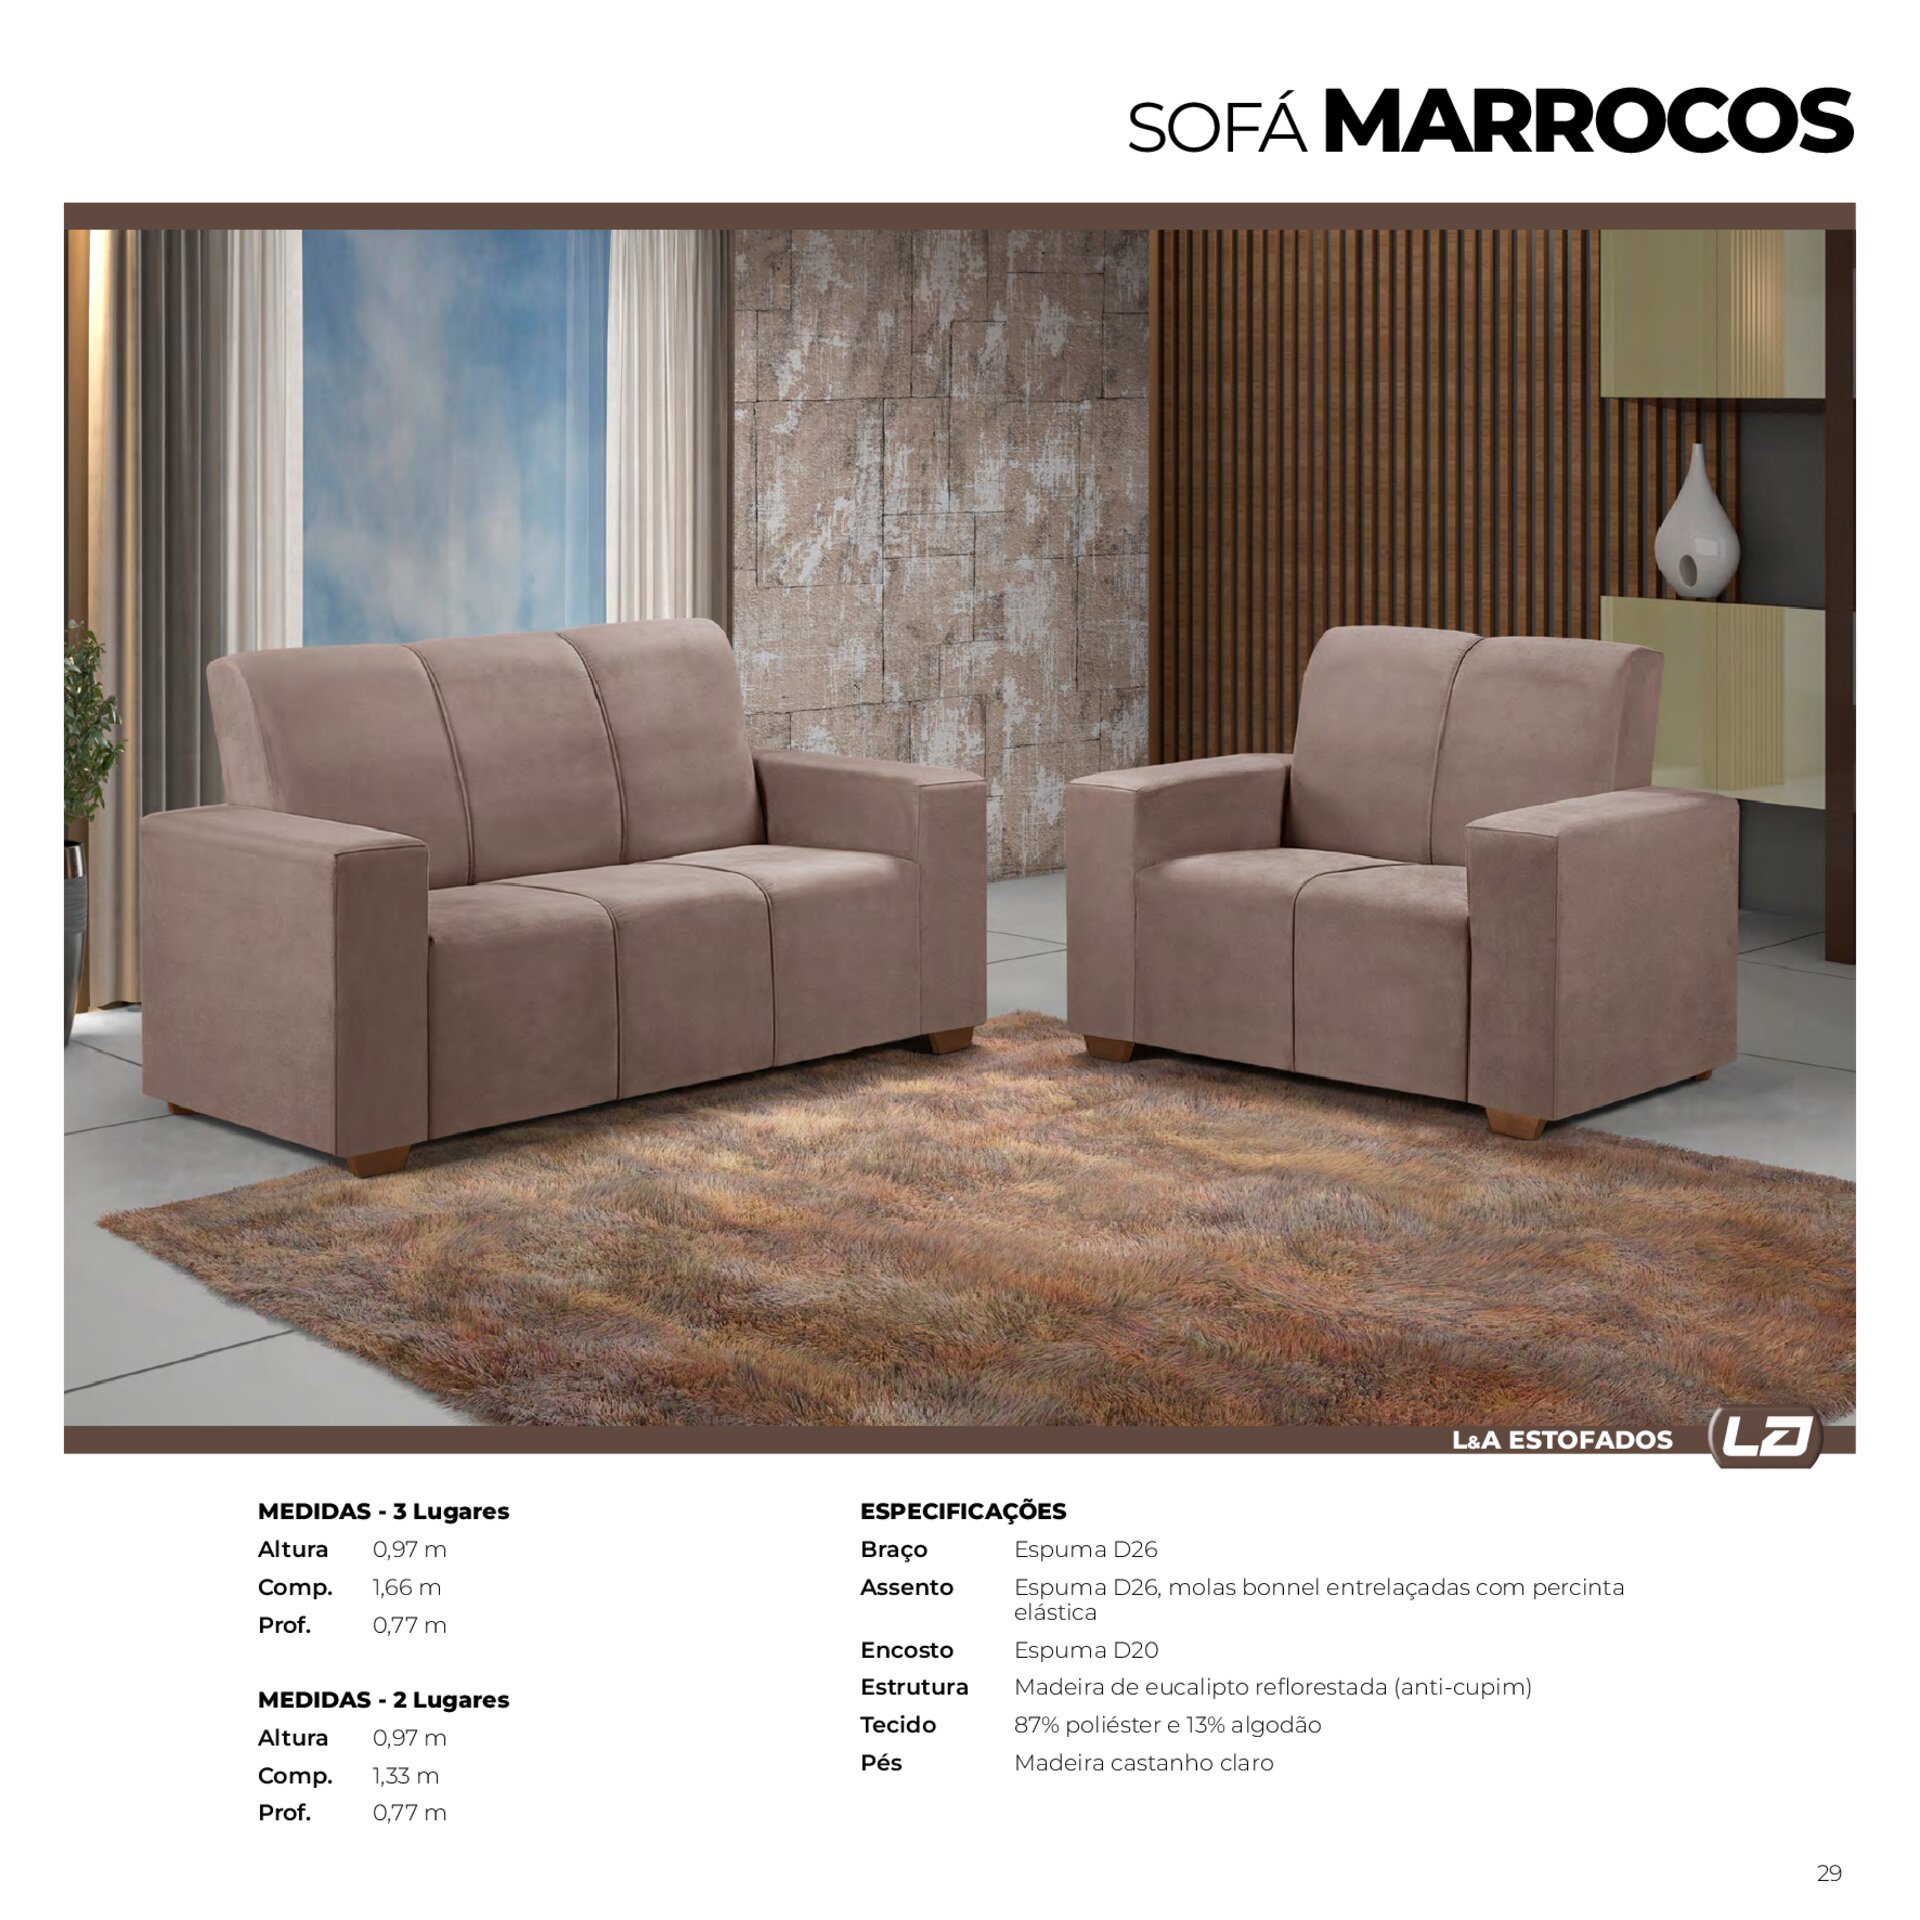 SOFÁ MARROCOS
L&A ESTOFADOS LA
MEDIDAS - 3 Lugares
Altura 0,97 m
Comp. 1,66 m
Prof. 0,77 m
MEDIDAS - 2 Lugares
Altura 0,97 m
Comp. 1,33 m
Prof. 0,77 m
ESPECIFICAÇÕES
Braço Espuma D26
Assento Espuma D26, molas bonnel entrelaçadas com percinta
elástica
Encosto Espuma D20
Estrutura Madeira de eucalipto reflorestada (anti-cupim)
Tecido 87% poliéster e 13% algodão
Pés Madeira castanho claro
29